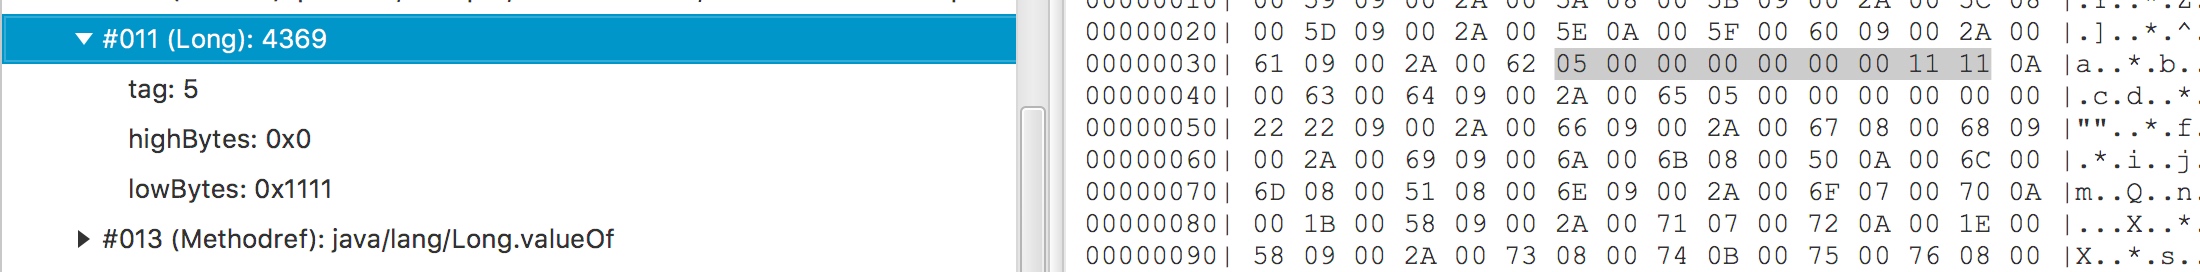 ▼ #011 (Long): 4369
tag: 5
highBytes: 0x0
lowBytes: 0x1111
▶ #013 (Methodref): java/lang/Long.valueOf
00000020| 00 5D 09 00 2A 00 5E 0A 00 5F 00 60 09 00 2A 00 |.]..*.^.
00000030| 61 09 00 2A 00 62 05 00 00 00 00 00 00 11 11 0A |a..*.b..
00000040| 00 63 00 64 09 00 2A 00 65 05 00 00 00 00 00 00 |.c.d..*.
00000050| 22 22 09 00 2A 00 66 09 00 2A 00 67 08 00 68 09 |""..*.f.
00000060| 00 2A 00 69 09 00 6A 00 6B 08 00 50 0A 00 6C 00 |.*.i..j.
00000070| 6D 08 00 51 08 00 6E 09 00 2A 00 6F 07 00 70 0A |m..Q..n.
00000080| 00 1B 00 58 09 00 2A 00 71 07 00 72 0A 00 1E 00 |...X..*.
00000090| 58 09 00 2A 00 73 08 00 74 0B 00 75 00 76 08 00 |X..*.s..